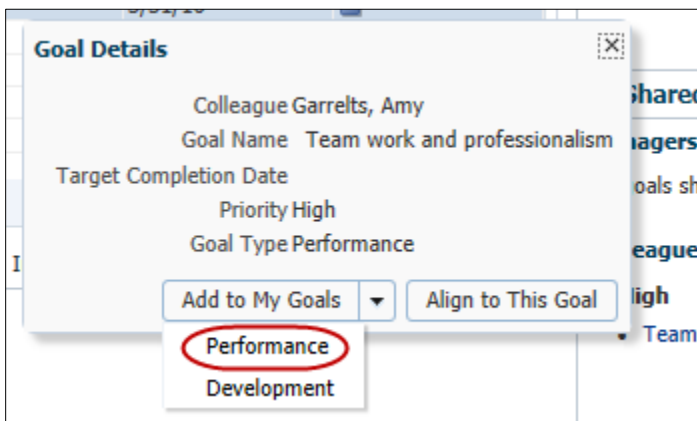 Goal Details
Colleague Garrelts, Amy
Goal Name Team work and professionalism
Target Completion Date
Priority High
Goal Type Performance
Add to My Goals
Align to This Goal
Performance
Development
Shared
nagers
oals sh
eague
High
Team